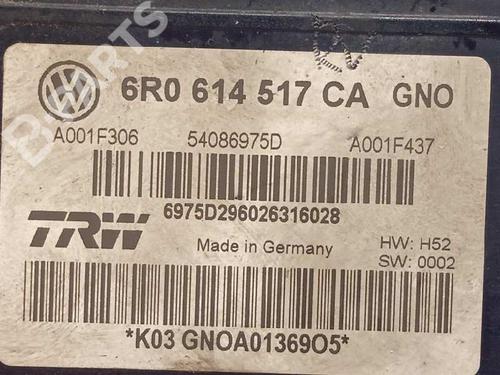 6R0 614 517 CA GNO
A001F306 54086975D A001F437
6975D296026316028
TRW Made in Germany HW: H52
SW: 0002
*K03 GNOA0136905*
B PARTS